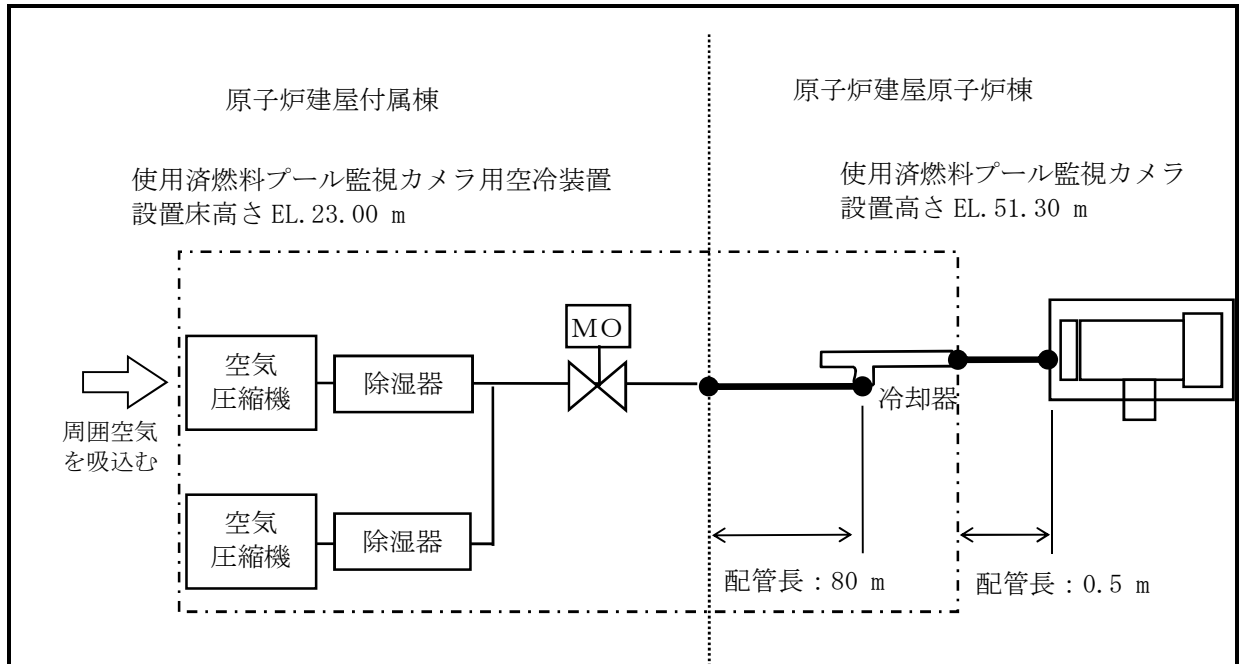 原子炉建屋付属棟
原子炉建屋原子炉棟
使用済燃料プール監視カメラ用空冷装置
設置床高さ EL.23.00 m
使用済燃料プール監視カメラ
設置高さ EL.51.30 m
MO
空気
圧縮機
除湿器
冷却器
周囲空気
を吸込む
空気
圧縮機
除湿器
配管長:80 m
配管長:0.5 m